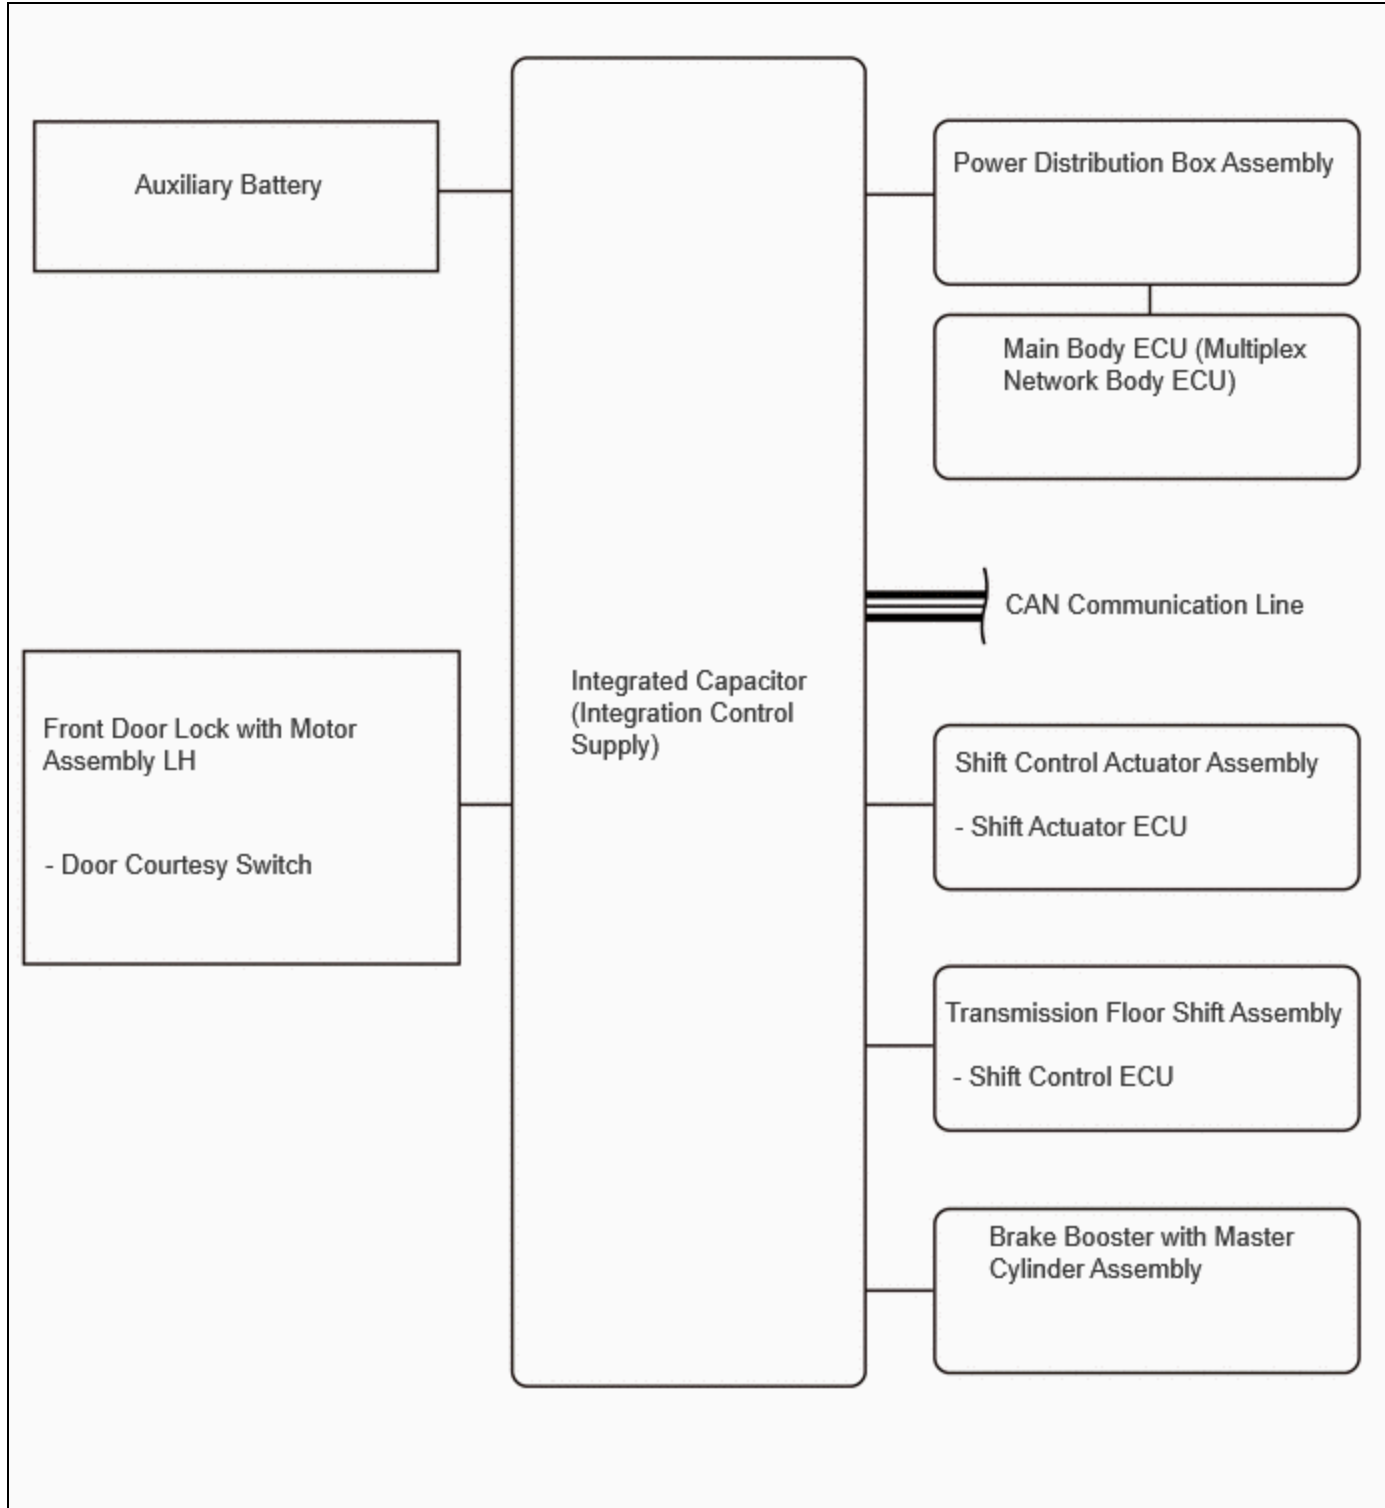 Auxiliary Battery
Power Distribution Box Assembly
Main Body ECU (Multiplex
Network Body ECU)
CAN Communication Line
Integrated Capacitor
(Integration Control
Supply)
Front Door Lock with Motor
Assembly LH
- Door Courtesy Switch
Shift Control Actuator Assembly
- Shift Actuator ECU
Transmission Floor Shift Assembly
- Shift Control ECU
Brake Booster with Master
Cylinder Assembly